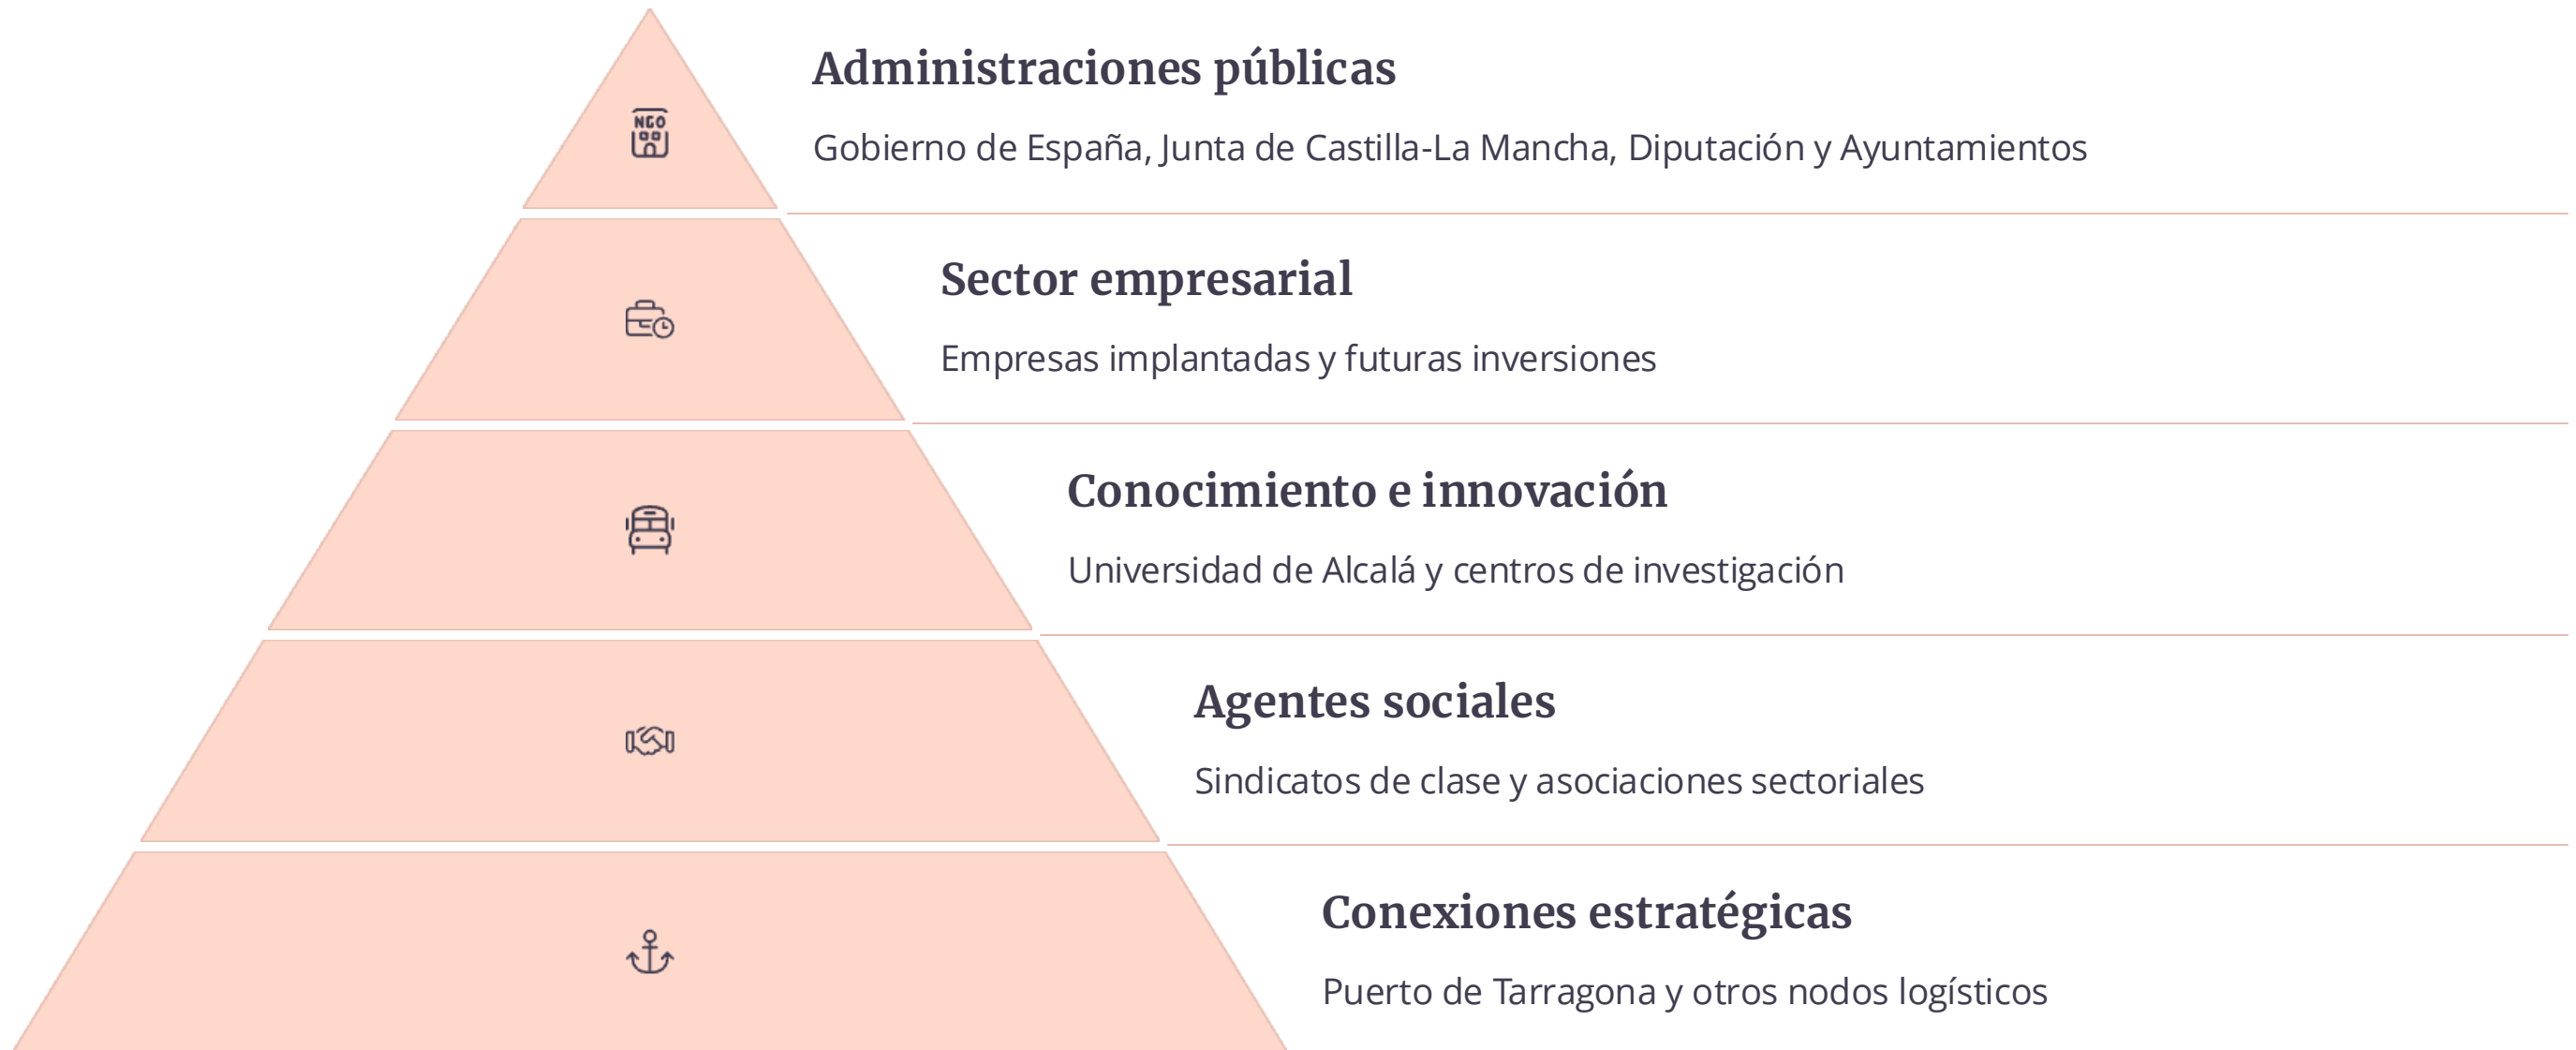 NGO
Administraciones públicas
Gobierno de España, Junta de Castilla-La Mancha, Diputación y Ayuntamientos
Sector empresarial
Empresas implantadas y futuras inversiones
Conocimiento e innovación
Universidad de Alcalá y centros de investigación
Agentes sociales
Sindicatos de clase y asociaciones sectoriales
Conexiones estratégicas
Puerto de Tarragona y otros nodos logísticos